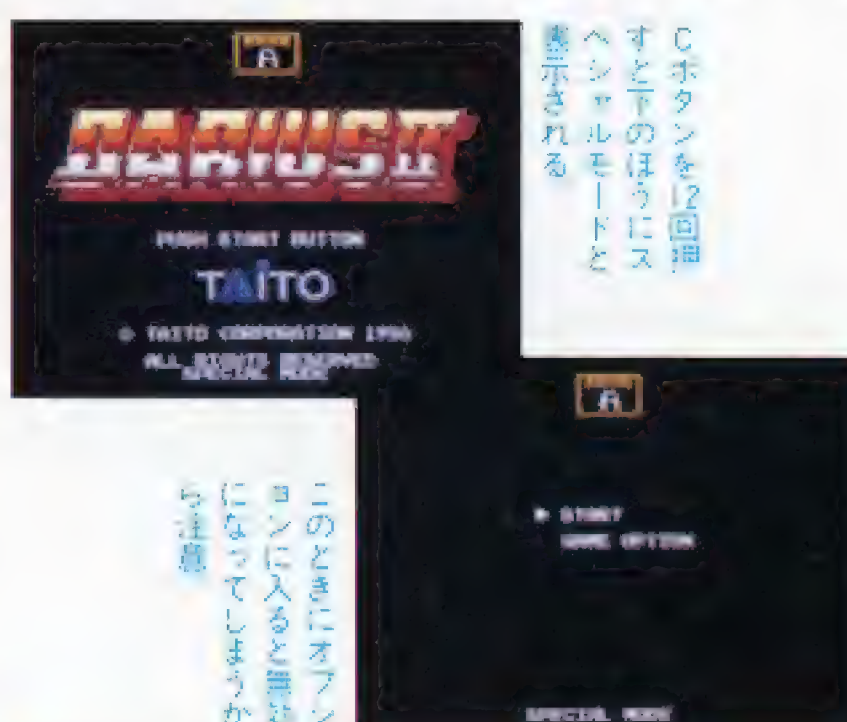 A
DARIUS II
PUSH START BUTTON
TAITO
© TAITO CORPORATION 1990
ALL RIGHTS RESERVED
SPECIAL MODE
Cボタンを12回押
すと下のほうにス
ペシャルモードと
表示される
A
START
GAME OPTION
SPECIAL MODE
このときにオプシ
ョンに入ると無効
になってしまうか
ら注意